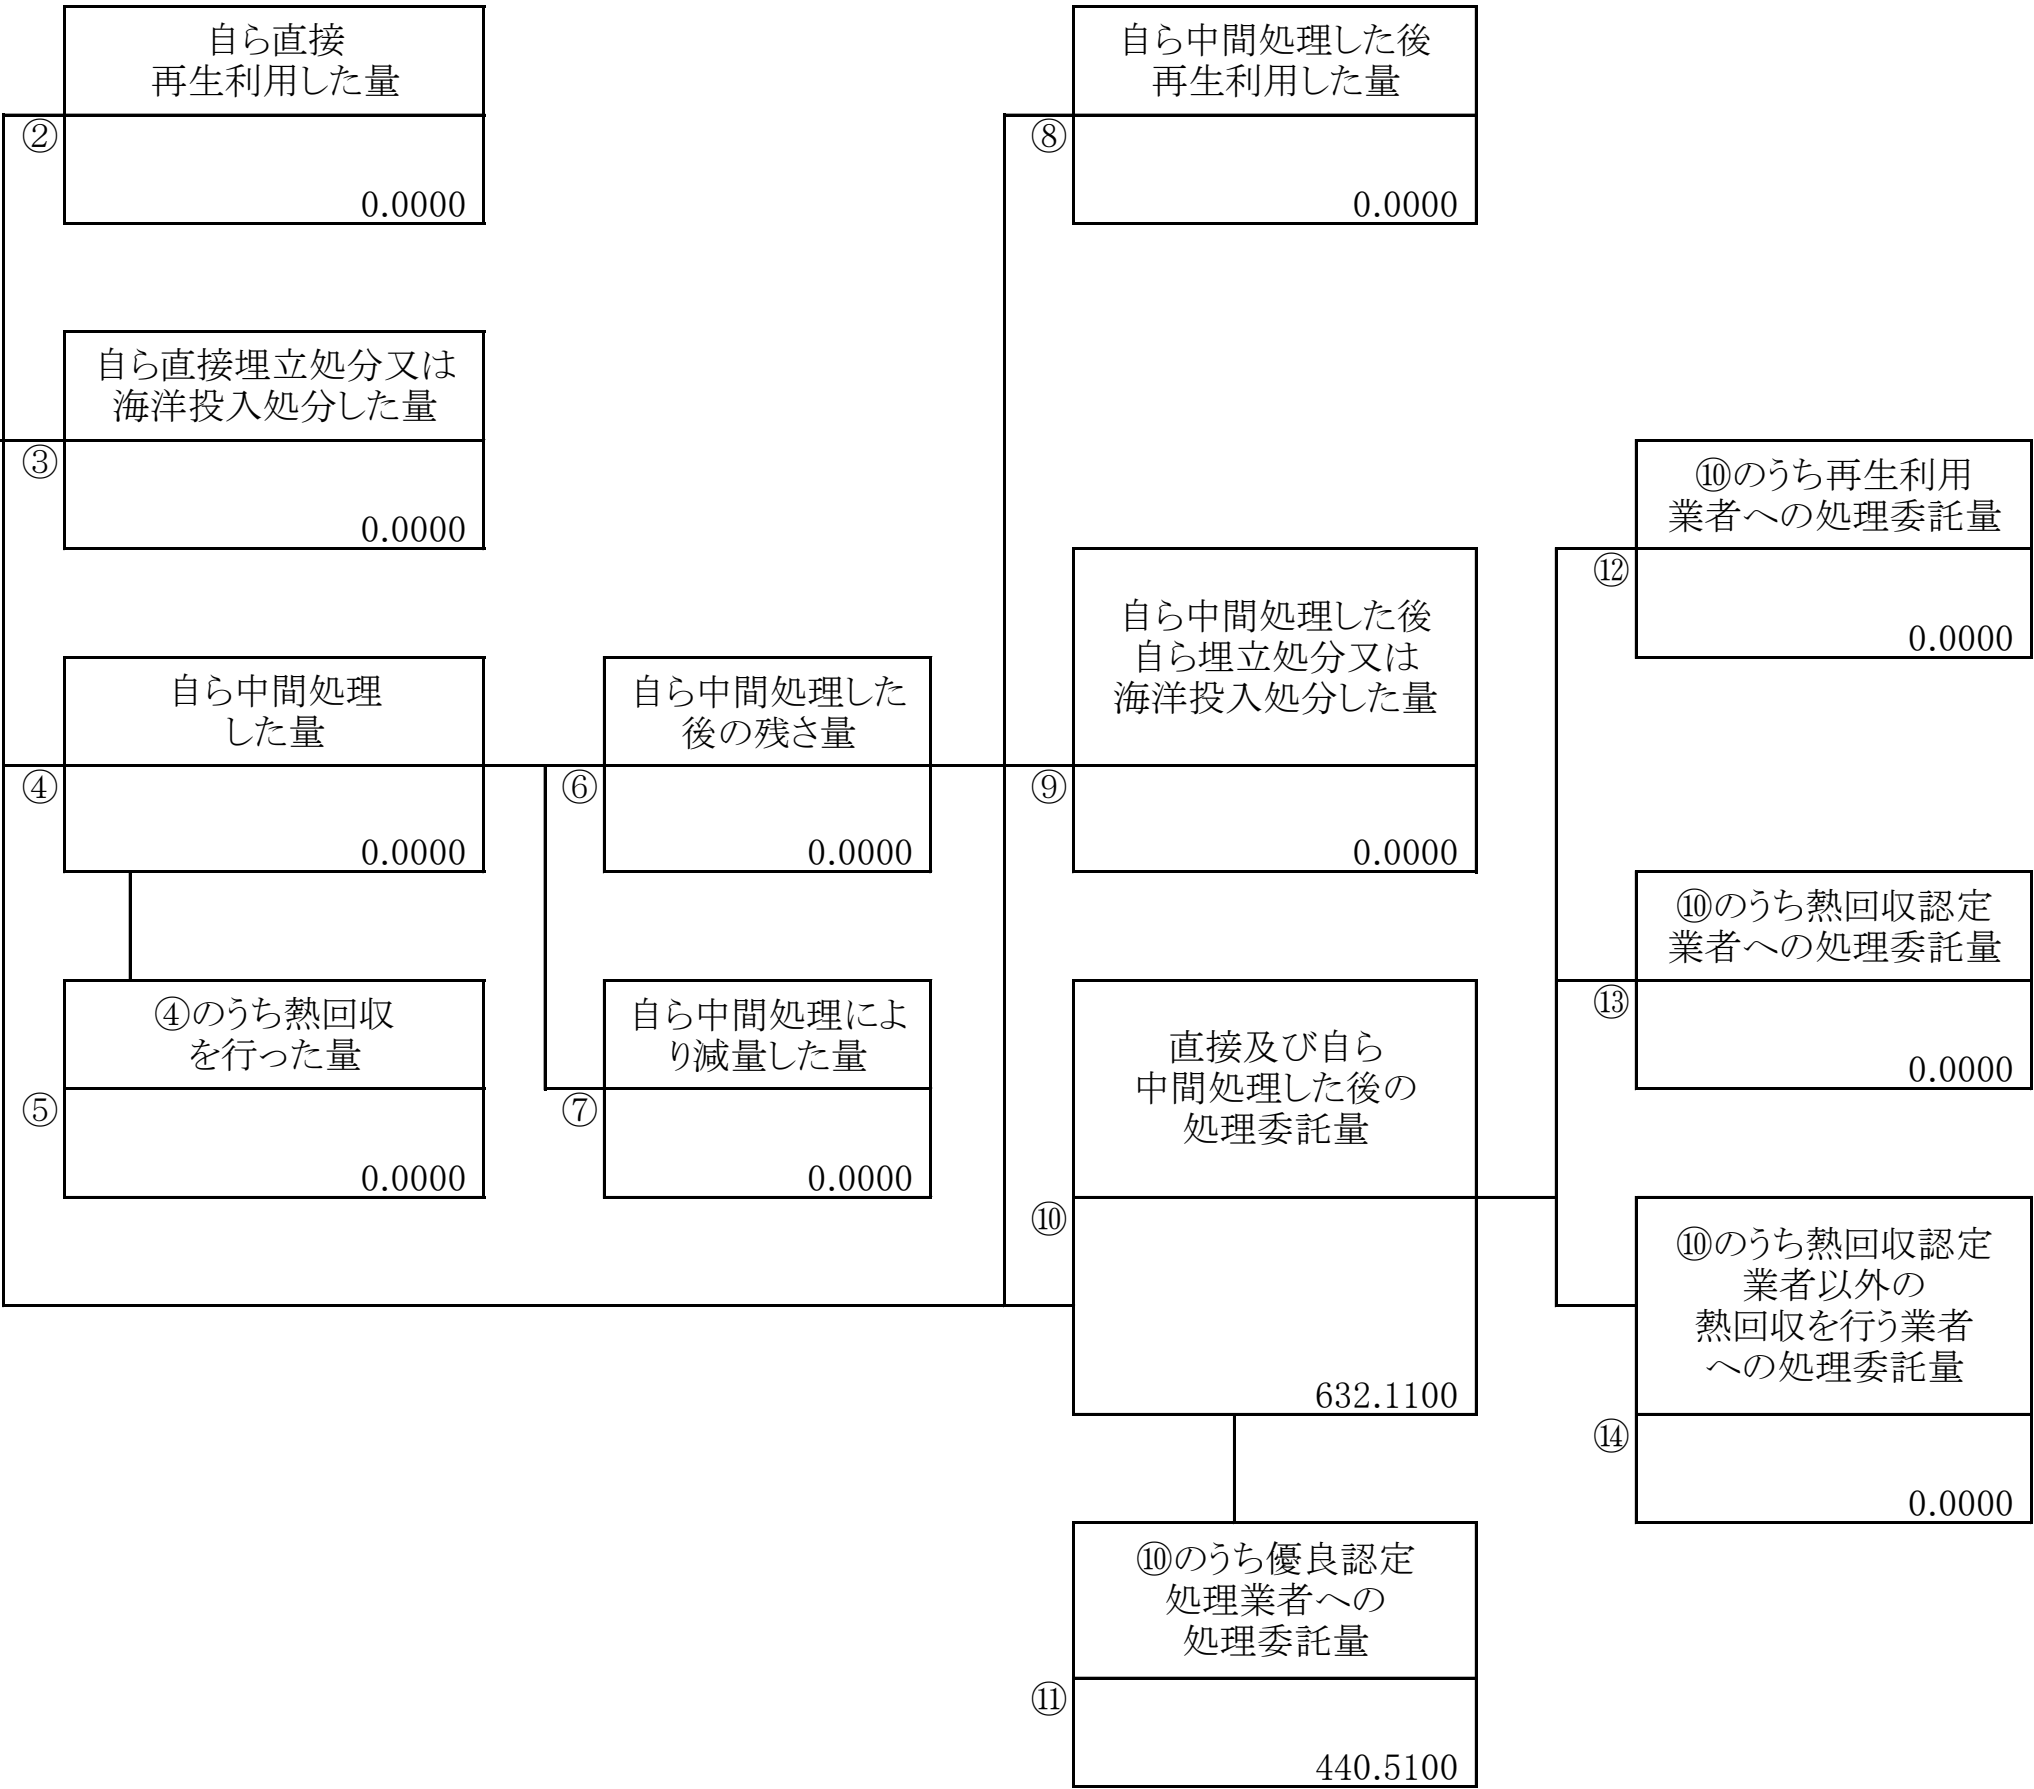 自ら直接
再生利用した量
②
0.0000
自ら中間処理した後
再生利用した量
⑧
0.0000
自ら直接埋立処分又は
海洋投入処分した量
③
0.0000
⑩のうち再生利用
業者への処理委託量
⑫
0.0000
自ら中間処理
した量
④
0.0000
自ら中間処理した
後の残さ量
⑥
0.0000
自ら中間処理した後
自ら埋立処分又は
海洋投入処分した量
⑨
0.0000
⑩のうち熱回収認定
業者への処理委託量
⑬
0.0000
④のうち熱回収
を行った量
⑤
0.0000
自ら中間処理によ
り減量した量
⑦
0.0000
直接及び自ら
中間処理した後の
処理委託量
⑩
632.1100
⑩のうち熱回収認定
業者以外の
熱回収を行う業者
への処理委託量
⑭
0.0000
⑩のうち優良認定
処理業者への
処理委託量
⑪
440.5100